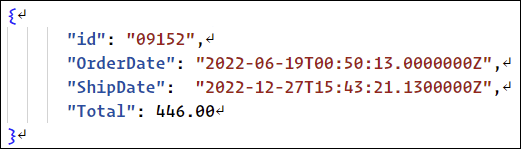 {↵
"id": "09152",↵
"OrderDate": "2022-06-19T00:50:13.0000000Z",↵
"ShipDate":  "2022-12-27T15:43:21.1300000Z",↵
"Total": 446.00↵
}↵